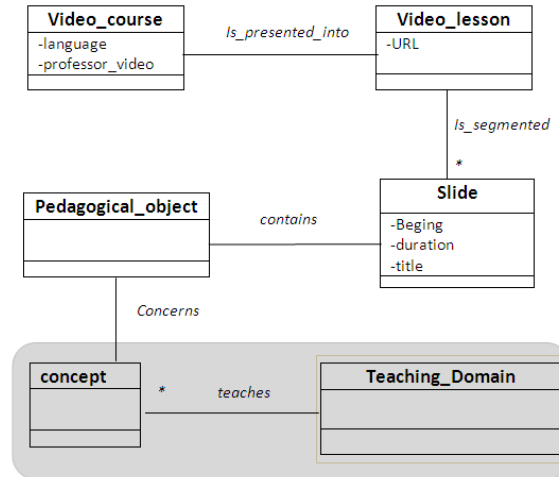 Video_course
-language
-professor_video
Is_presented_into
Video_lesson
-URL
Is_segmented
*
Slide
-Beging
-duration
-title
contains
Pedagogical_object
Concerns
concept
*
teaches
Teaching_Domain